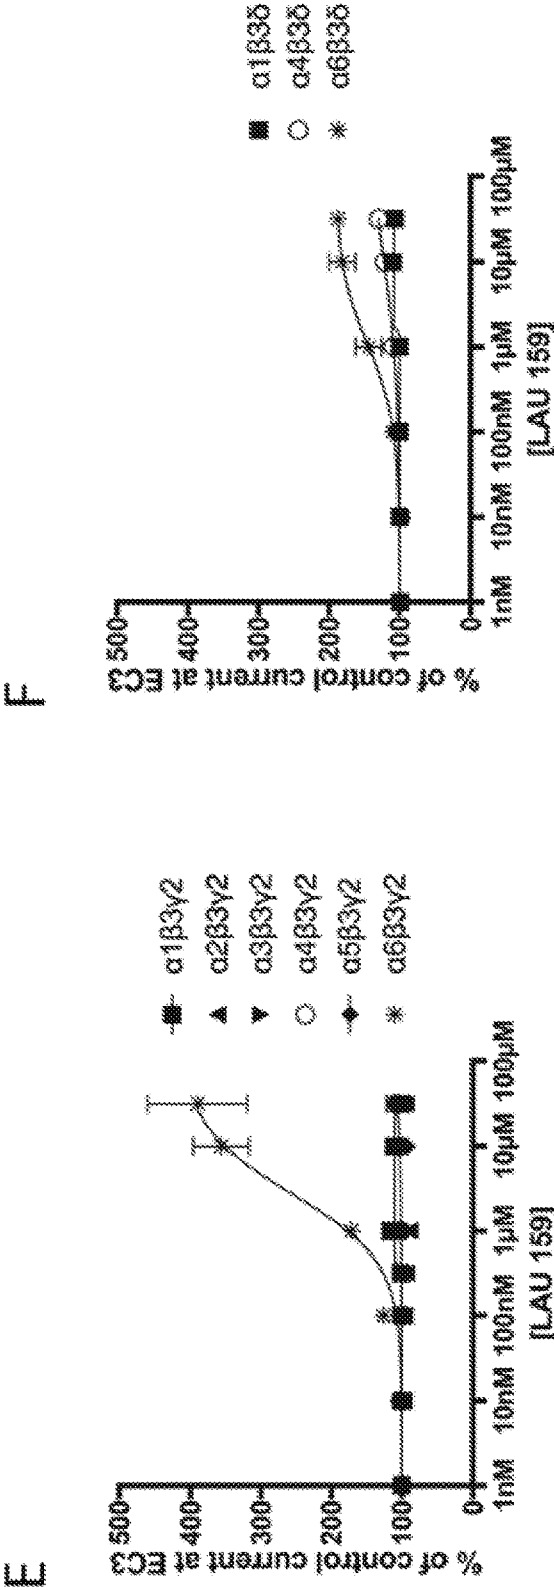 E
% of control current at EC3
500
400
300
200
100
0
1nM 10nM 100nM 1µM 10µM 100µM
[LAU 159]
α1β3γ2
α2β3γ2
α3β3γ2
α4β3γ2
α5β3γ2
α6β3γ2
F
% of control current at EC3
500
400
300
200
100
0
1nM 10nM 100nM 1µM 10µM 100µM
[LAU 159]
α1β3δ
α4β3δ
α6β3δ